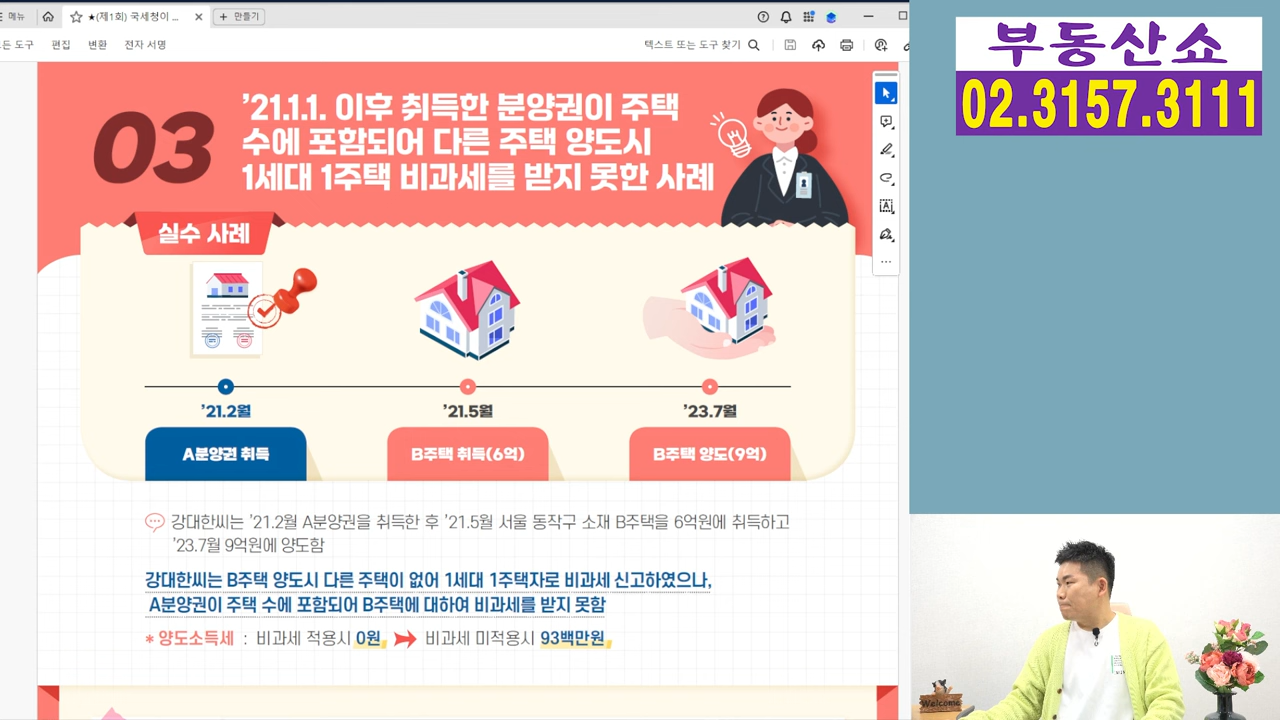 메뉴
★(제1회) 국세청이 ...
만들기
부동산쇼
02.3157.3111
도구
편집
변환
전자 서명
텍스트 또는 도구 찾기
03
’21.1.1. 이후 취득한 분양권이 주택
수에 포함되어 다른 주택 양도시
1세대 1주택 비과세를 받지 못한 사례
실수 사례
’21.2월
’21.5월
’23.7월
A분양권 취득
B주택 취득(6억)
B주택 양도(9억)
강대한씨는 ’21.2월 A분양권을 취득한 후 ’21.5월 서울 동작구 소재 B주택을 6억원에 취득하고
’23.7월 9억원에 양도함
강대한씨는 B주택 양도시 다른 주택이 없어 1세대 1주택자로 비과세 신고하였으나,
A분양권이 주택 수에 포함되어 B주택에 대하여 비과세를 받지 못함
* 양도소득세 : 비과세 적용시 0원, 비과세 미적용시 93백만원,
Welcome